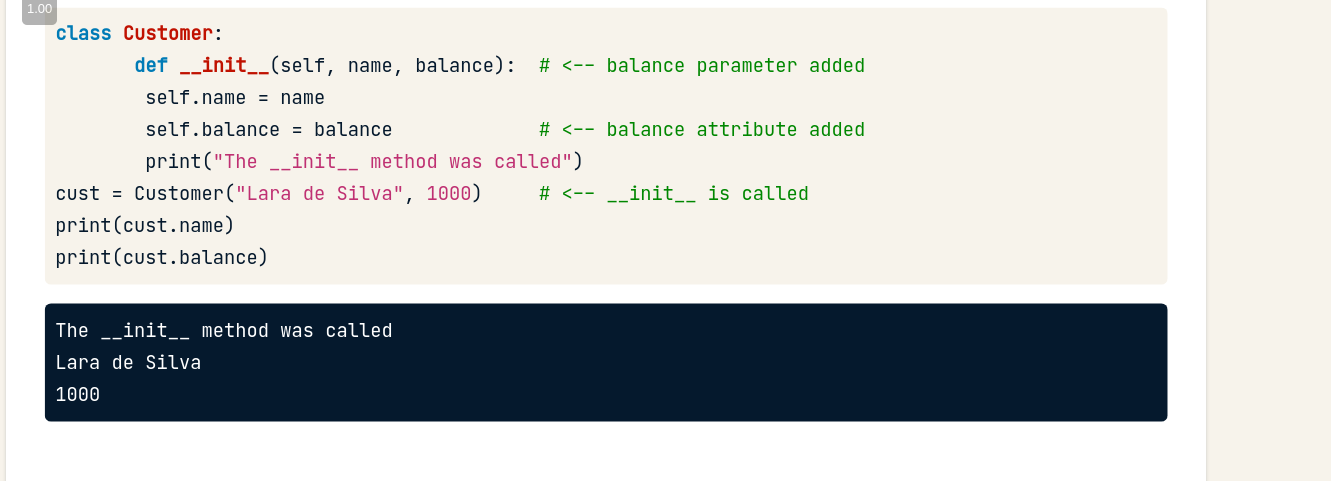 1.00
class Customer:
       def __init__(self, name, balance):  # <-- balance parameter added
        self.name = name
        self.balance = balance             # <-- balance attribute added
        print("The __init__ method was called")
cust = Customer("Lara de Silva", 1000)     # <-- __init__ is called
print(cust.name)
print(cust.balance)
The __init__ method was called
Lara de Silva
1000